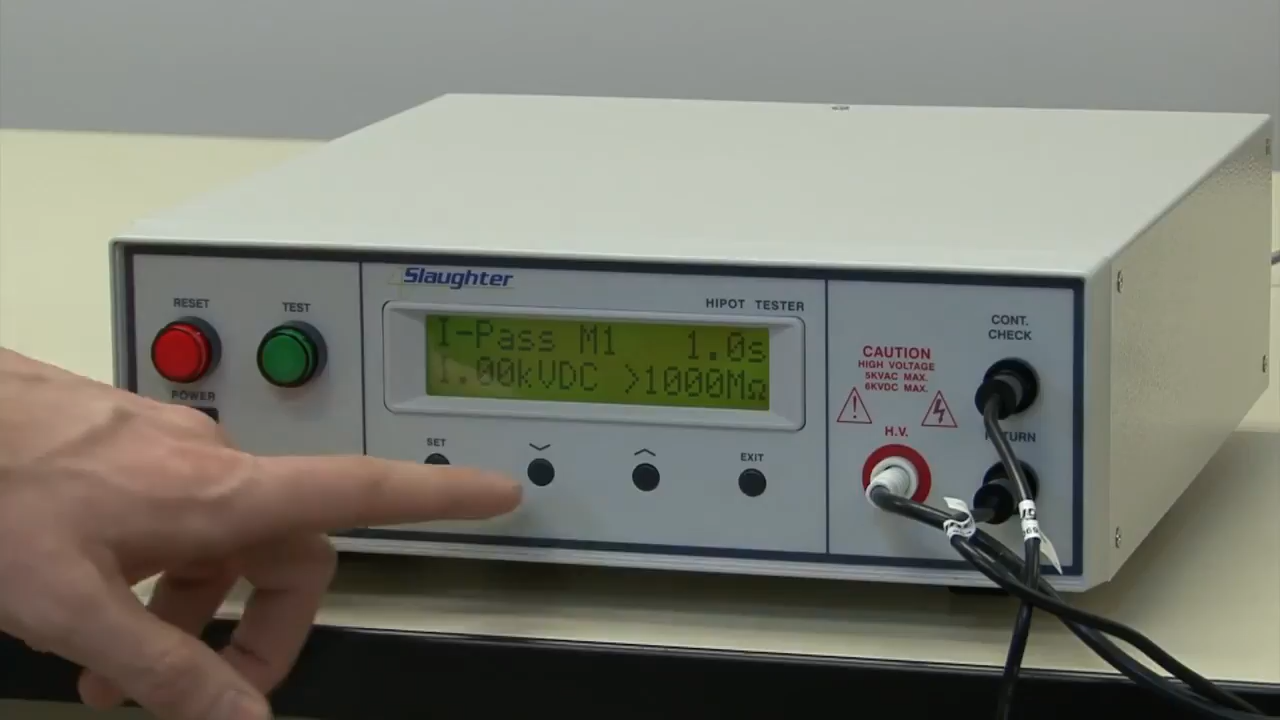 Slaughter
HIPOT TESTER
RESET
TEST
POWER
I-Pass M1 1.0s
1.00kVDC >1000MΩ
SET
EXIT
CAUTION
HIGH VOLTAGE
5KVAC MAX.
6KVDC MAX.
H.V.
CONT.
CHECK